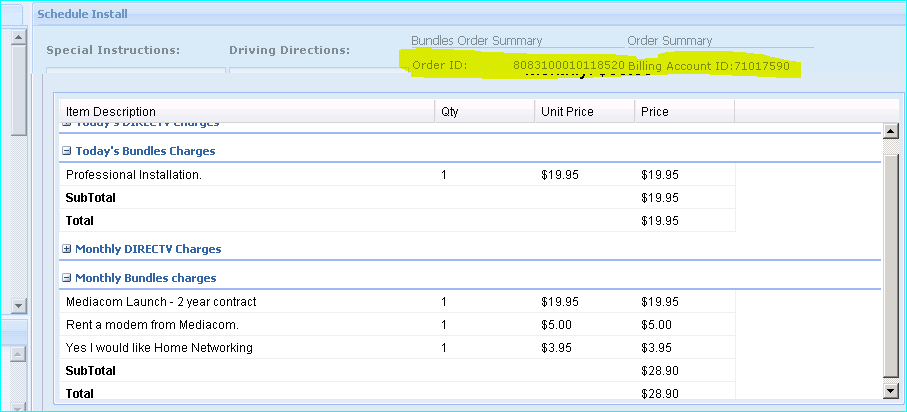 Schedule Install
Special Instructions: Driving Directions: Bundles Order Summary Order Summary
Order ID: 8083100010118520 Billing Account ID:71017590
Item Description Qty Unit Price Price
Today's DIRECTV Charges
Today's Bundles Charges
Professional Installation. 1 $19.95 $19.95
SubTotal $19.95
Total $19.95
Monthly DIRECTV Charges
Monthly Bundles charges
Mediacom Launch - 2 year contract 1 $19.95 $19.95
Rent a modem from Mediacom. 1 $5.00 $5.00
Yes I would like Home Networking 1 $3.95 $3.95
SubTotal $28.90
Total $28.90